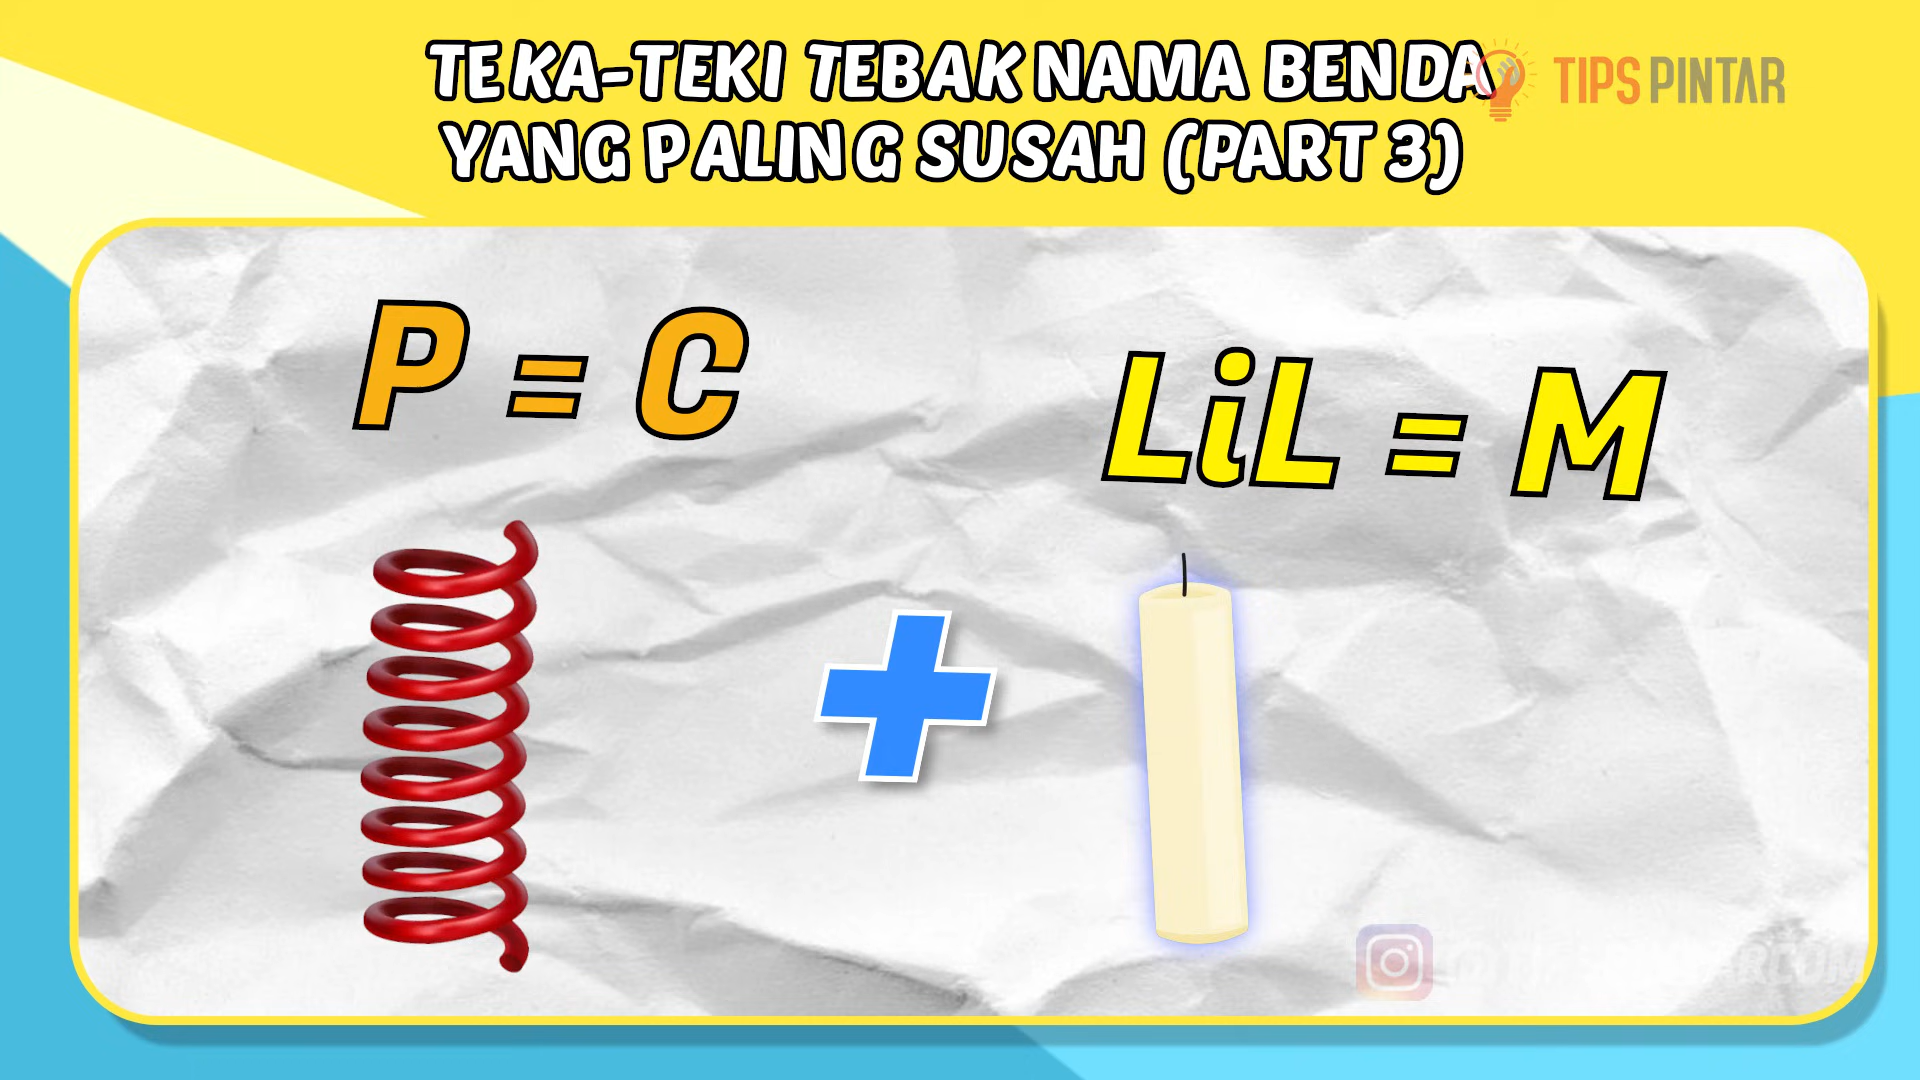 TEKA-TEKI TEBAK NAMA BENDA
YANG PALING SUSAH (PART 3)
TIPS PINTAR
P = C
LiL = M